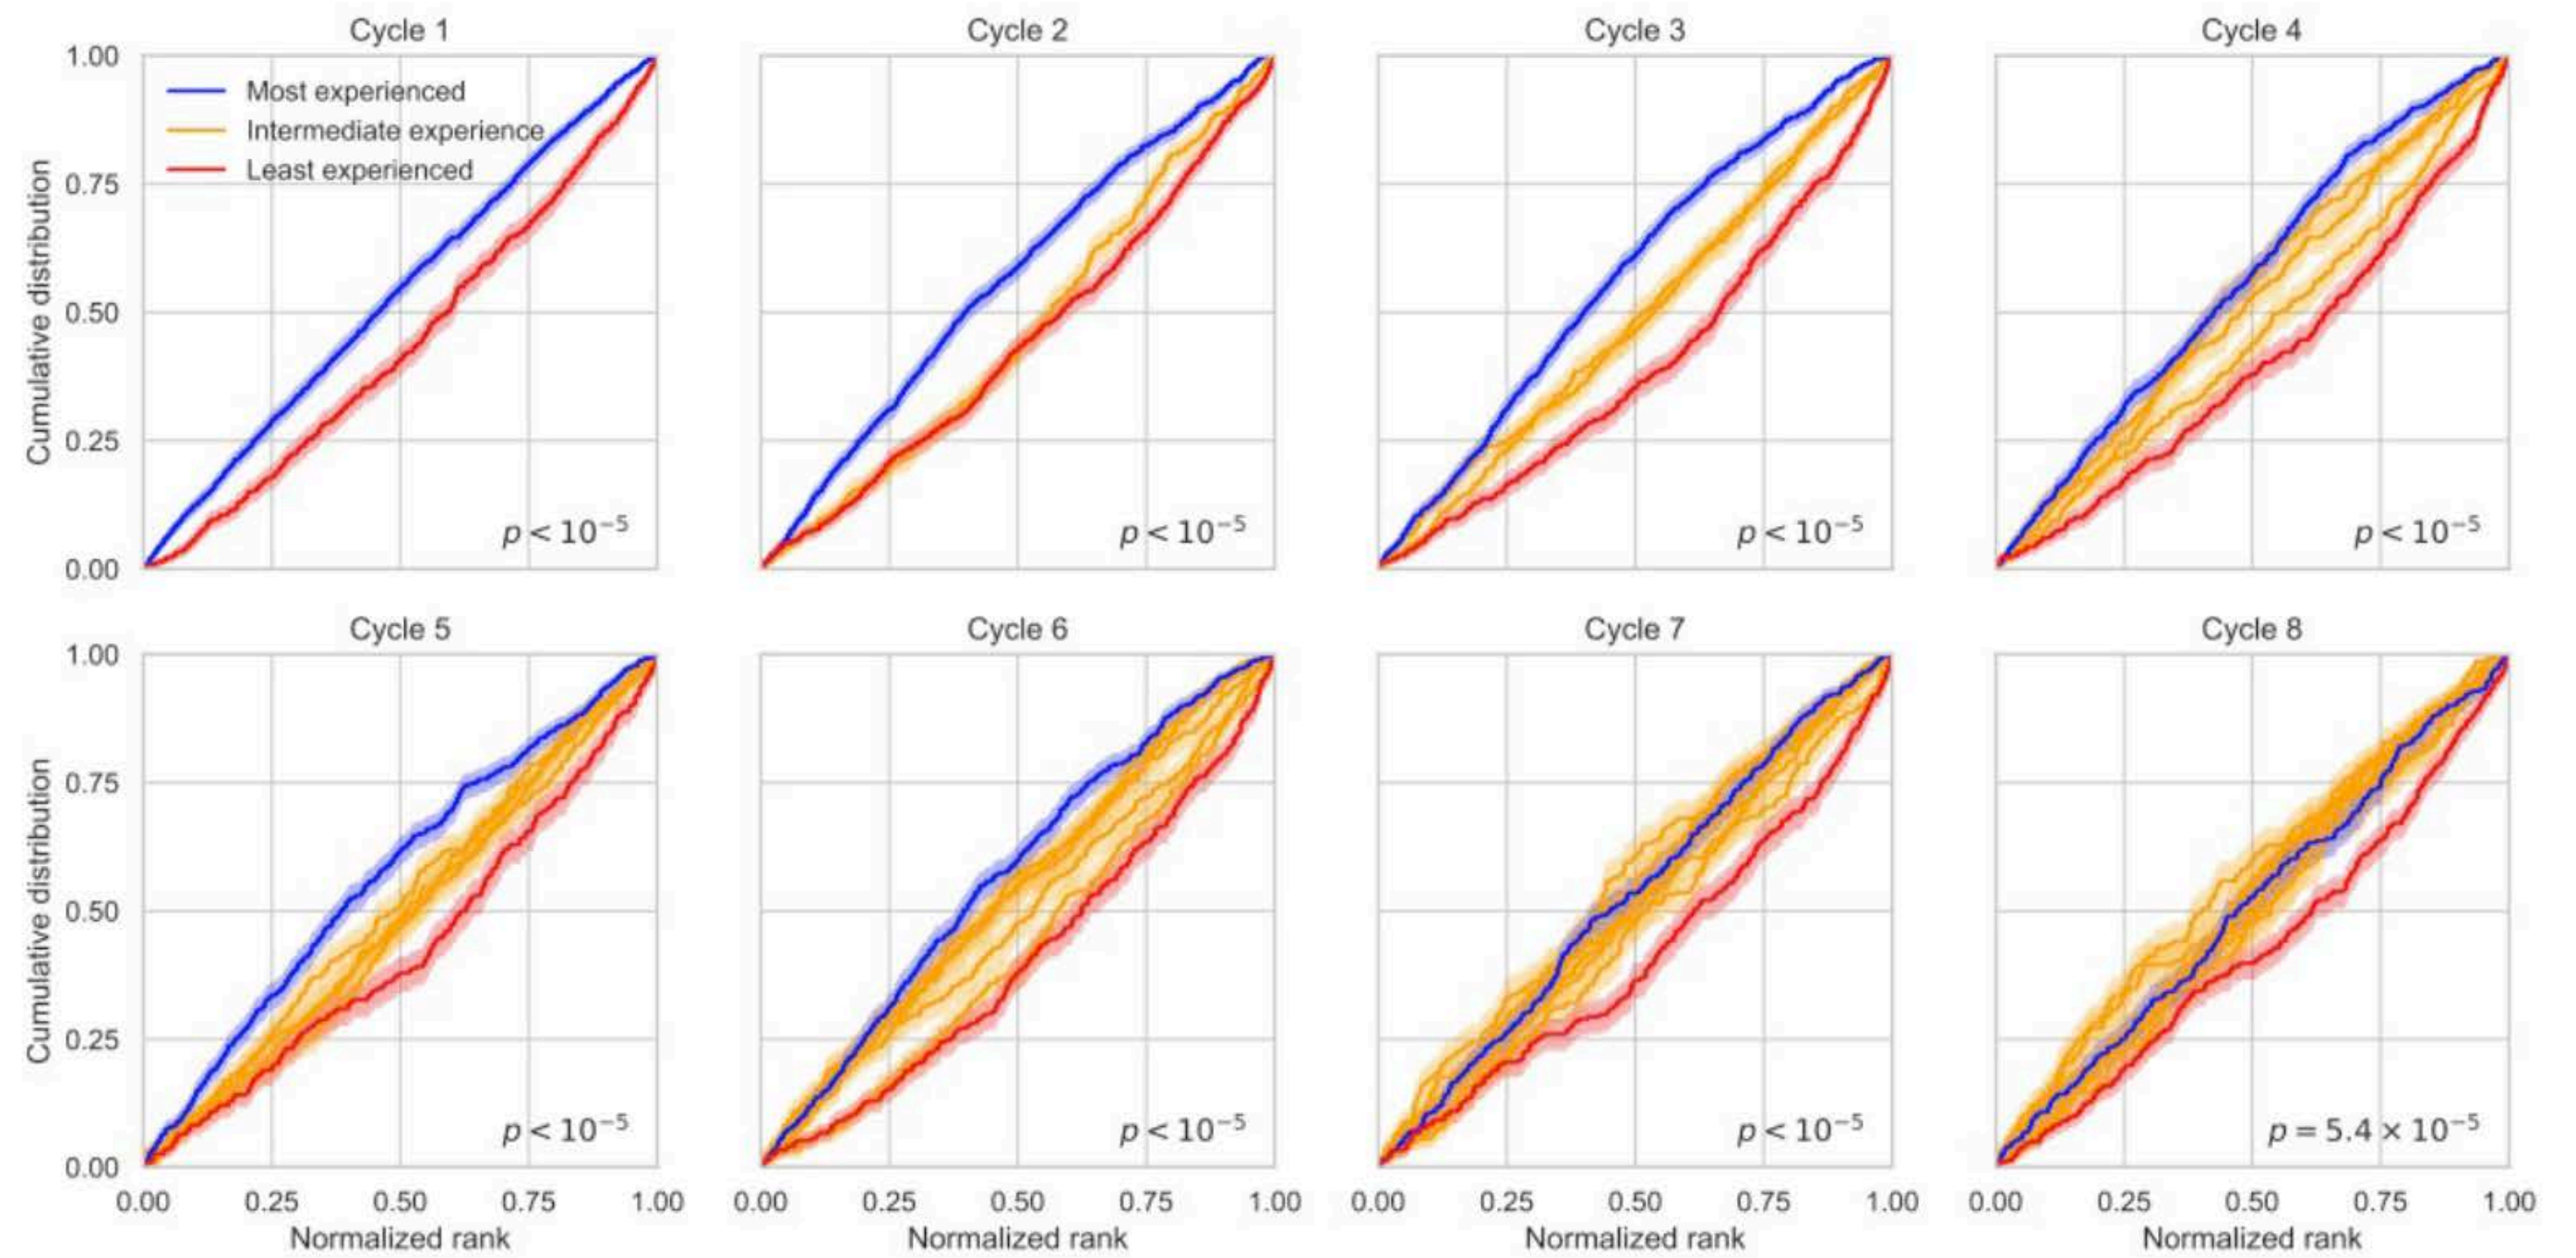 Cycle 1
Cycle 2
Cycle 3
Cycle 4
1.00
0.75
0.50
0.25
0.00
Cumulative distribution
Most experienced
Intermediate experience
Least experienced
p < 10⁻⁵
p < 10⁻⁵
p < 10⁻⁵
p < 10⁻⁵
Cycle 5
Cycle 6
Cycle 7
Cycle 8
1.00
0.75
0.50
0.25
0.00
Cumulative distribution
p < 10⁻⁵
p < 10⁻⁵
p < 10⁻⁵
p = 5.4 × 10⁻⁵
0.00 0.25 0.50 0.75 1.00
0.00 0.25 0.50 0.75 1.00
0.00 0.25 0.50 0.75 1.00
0.00 0.25 0.50 0.75 1.00
Normalized rank
Normalized rank
Normalized rank
Normalized rank